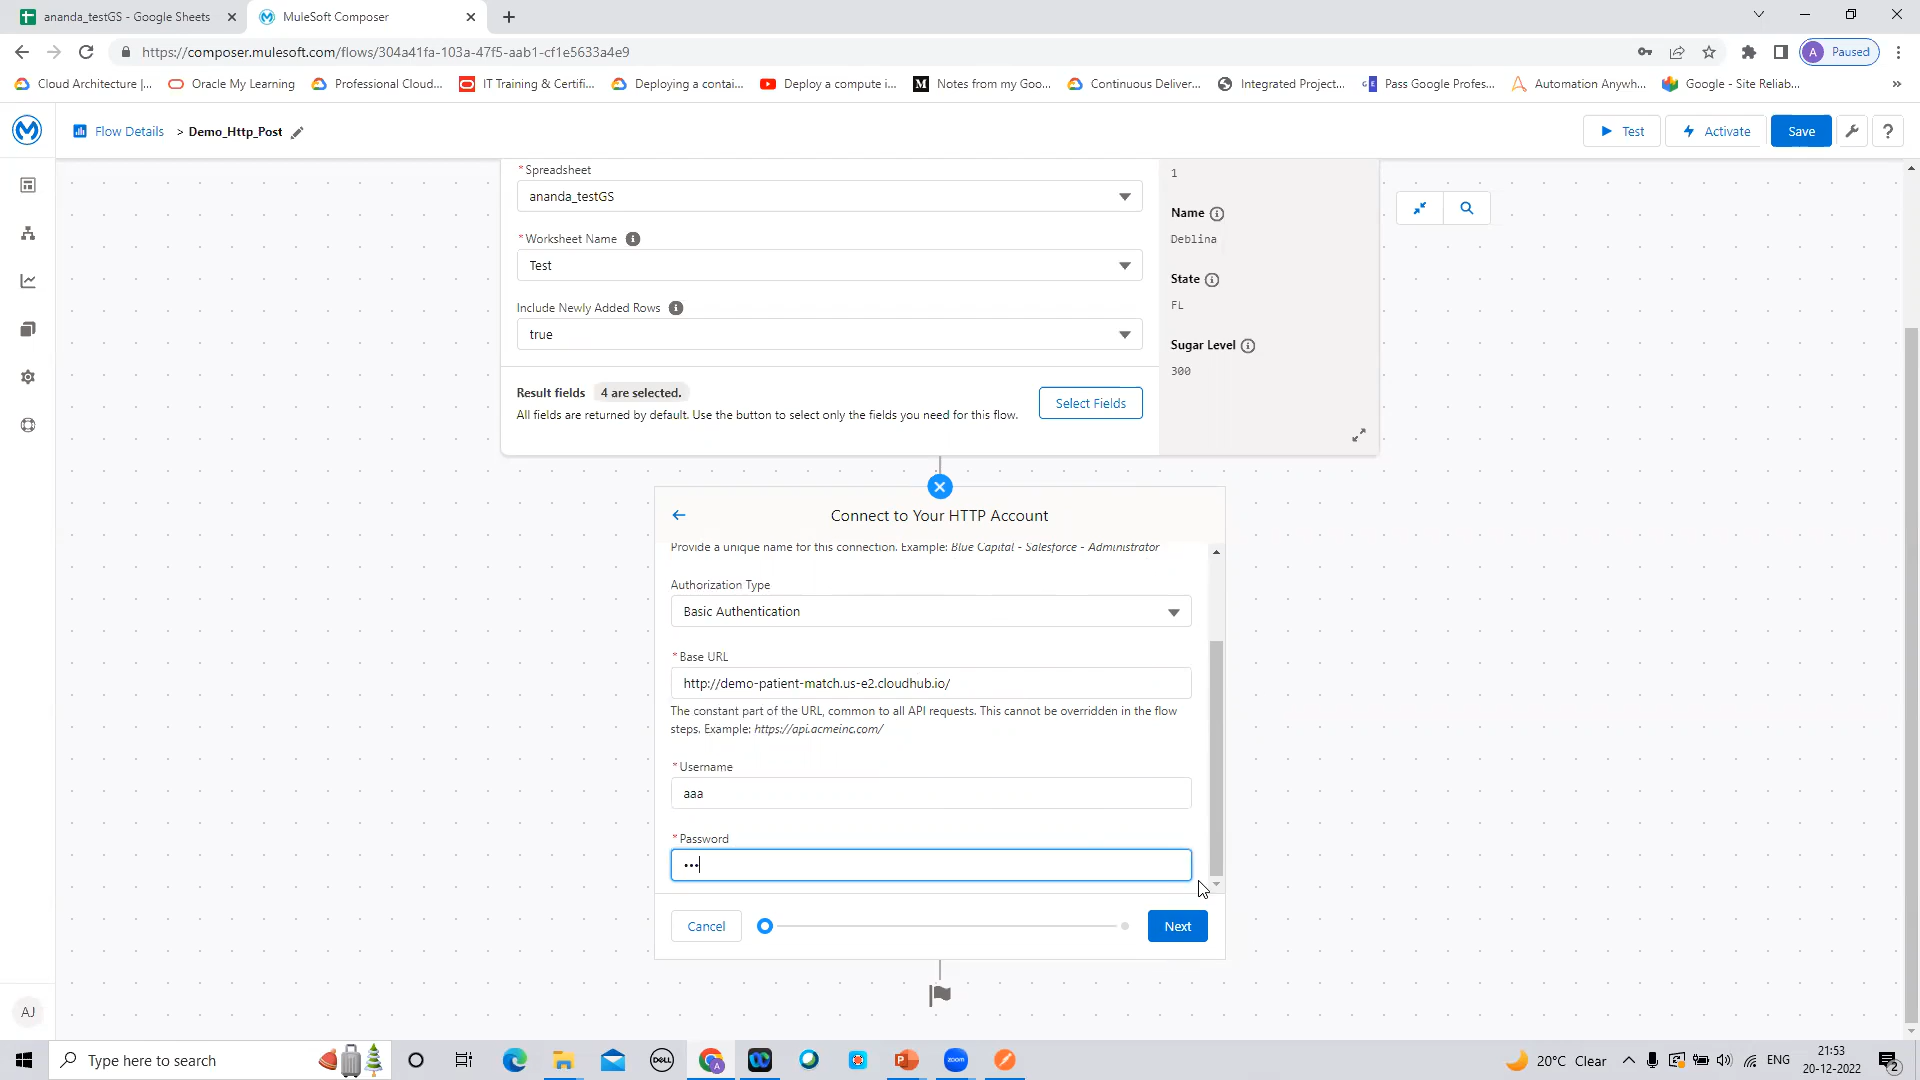 ananda_testGS - Google Sheets
MuleSoft Composer
https://composer.mulesoft.com/flows/304a41fa-103a-47f5-aab1-cf1e5633a4e9
A Paused
Cloud Architecture |...
Oracle My Learning
Professional Cloud...
IT Training & Certifi...
Deploying a contai...
Deploy a compute i...
Notes from my Goo...
Continuous Deliver...
Integrated Project...
Pass Google Profes...
Automation Anywh...
Google - Site Reliab...
»
Flow Details > Demo_Http_Post
Test
Activate
Save
?
* Spreadsheet
ananda_testGS
* Worksheet Name
Test
Include Newly Added Rows
true
Result fields 4 are selected.
All fields are returned by default. Use the button to select only the fields you need for this flow.
Select Fields
1
Name
Deblina
State
FL
Sugar Level
300
Connect to Your HTTP Account
Provide a unique name for this connection. Example: Blue Capital - Salesforce - Administrator
Authorization Type
Basic Authentication
* Base URL
http://demo-patient-match.us-e2.cloudhub.io/
The constant part of the URL, common to all API requests. This cannot be overridden in the flow
steps. Example: https://api.acmeinc.com/
* Username
aaa
* Password
•••
Cancel
Next
AJ
Type here to search
DELL
zoom
20°C Clear
ENG
21:53
20-12-2022
2